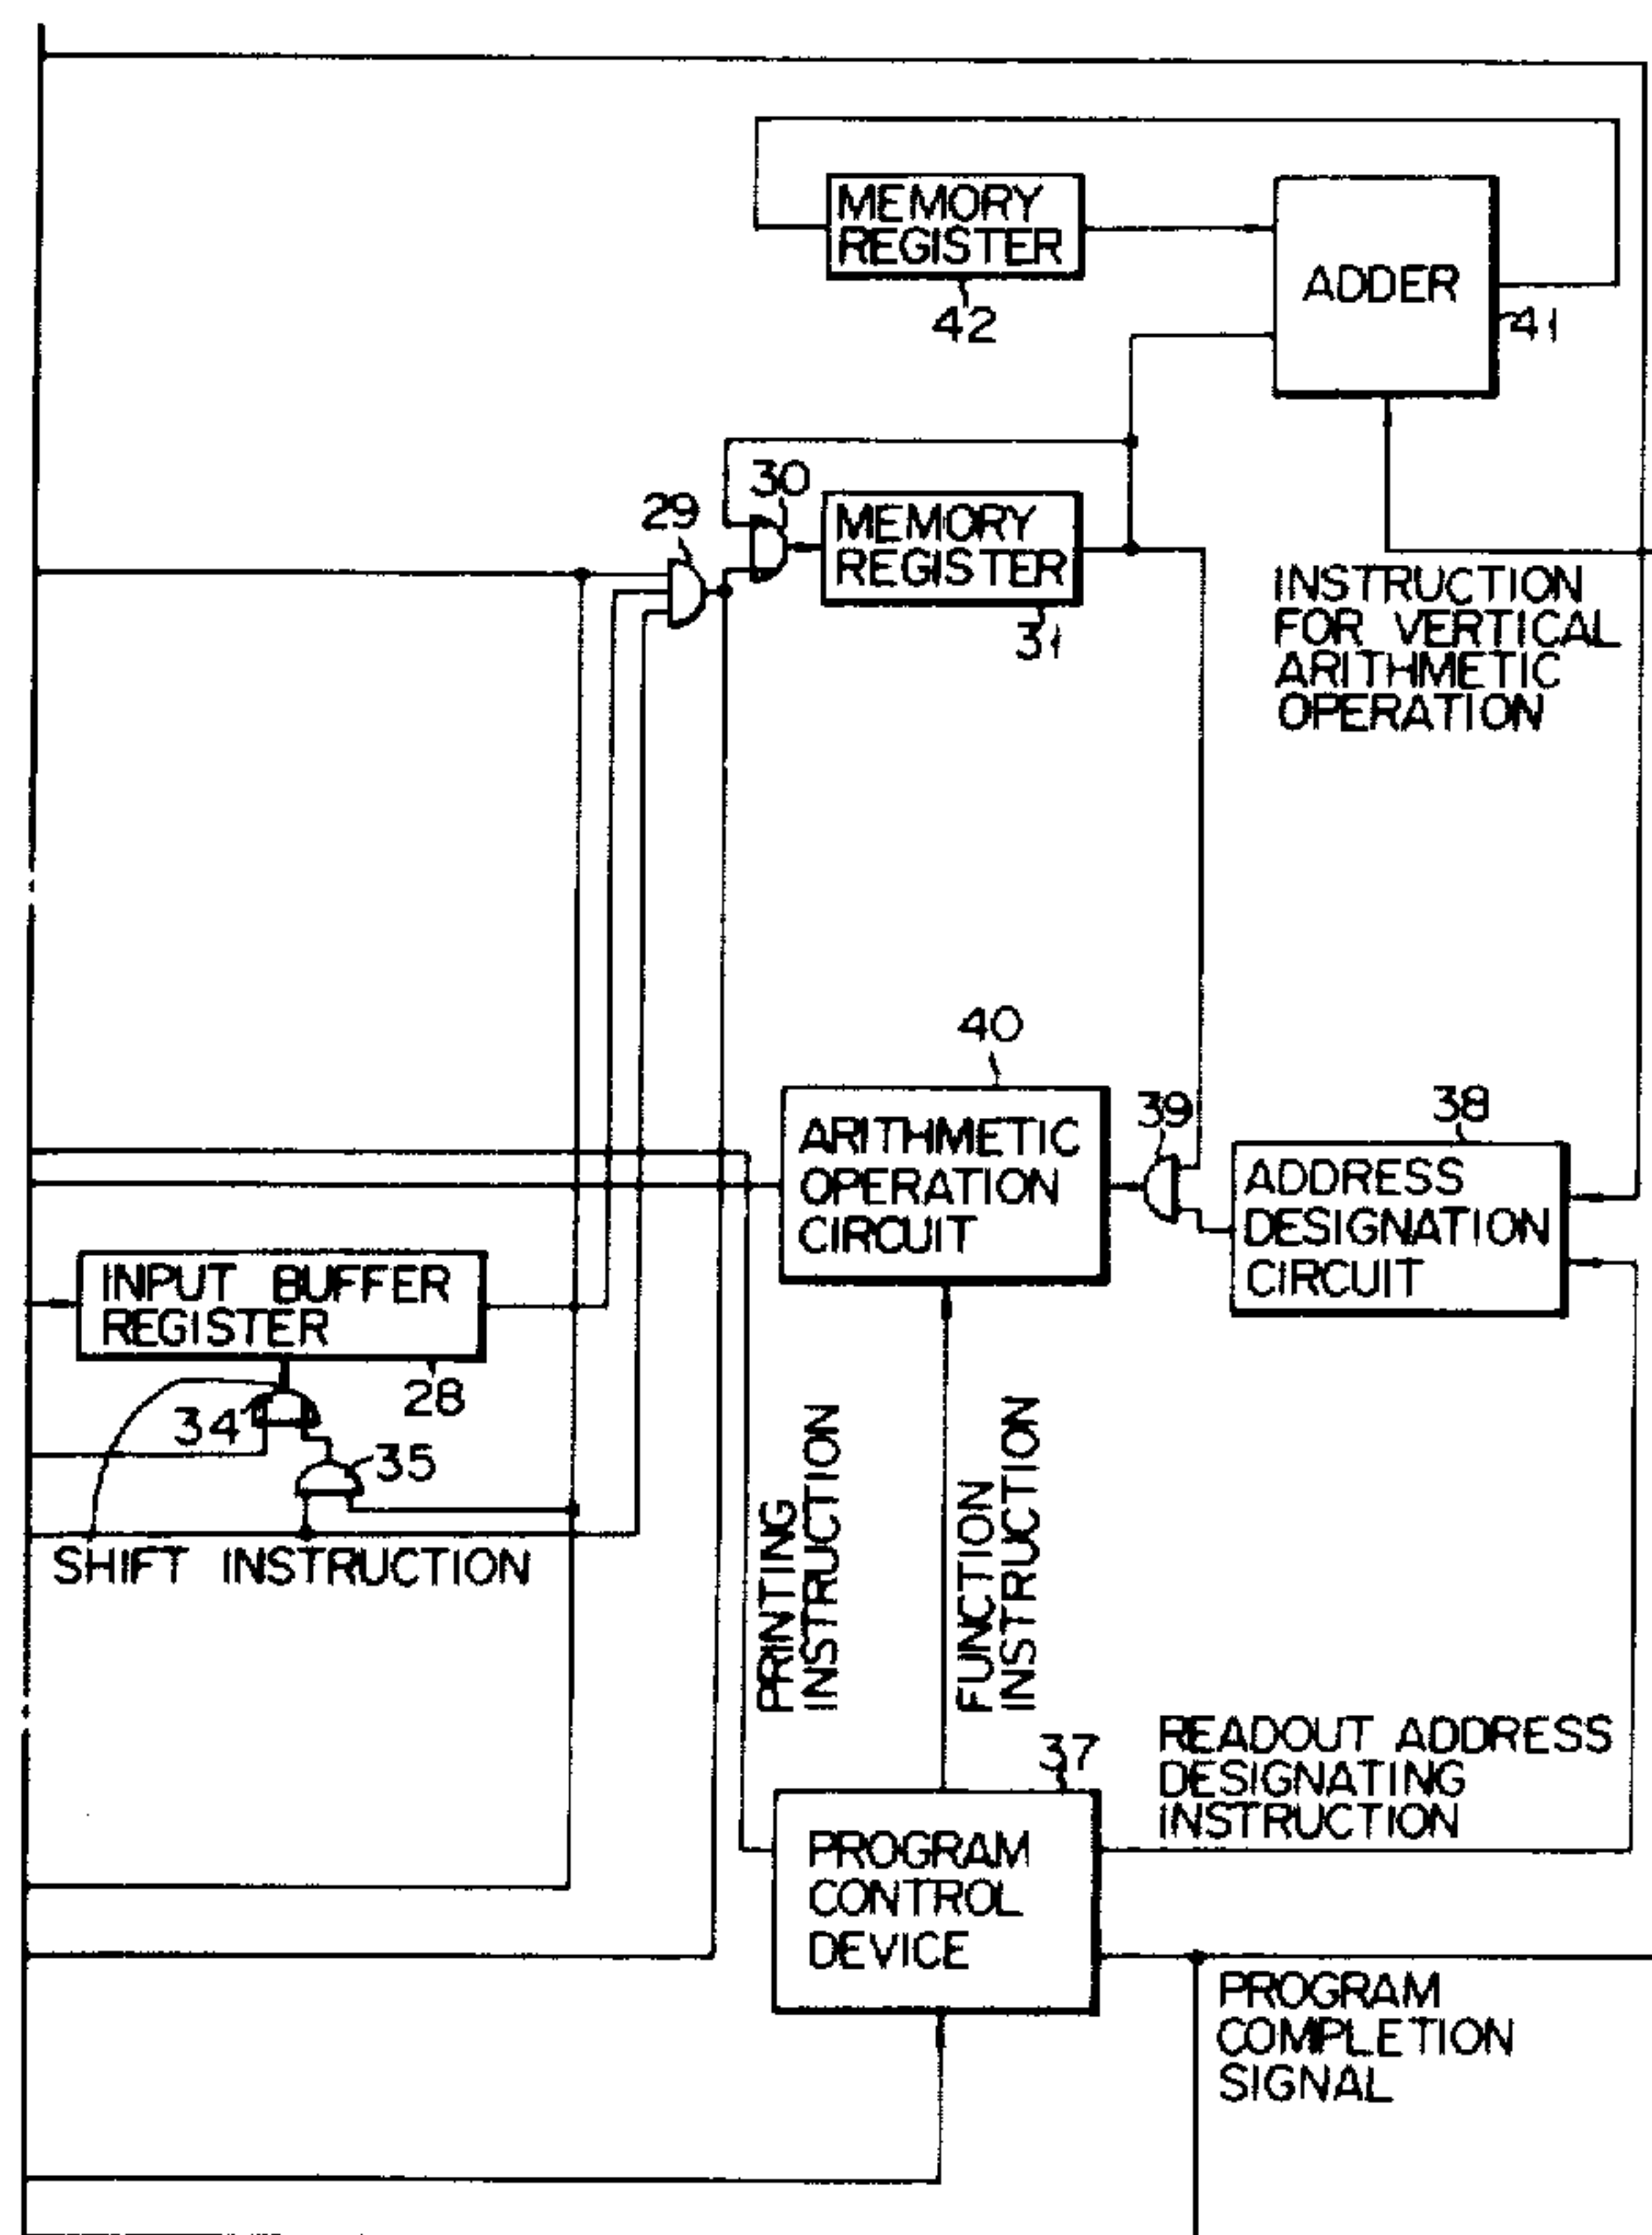 MEMORY
REGISTER
42
ADDER
41
30
29
MEMORY
REGISTER
31
INSTRUCTION
FOR VERTICAL
ARITHMETIC
OPERATION
40
ARITHMETIC
OPERATION
CIRCUIT
39
38
ADDRESS
DESIGNATION
CIRCUIT
INPUT BUFFER
REGISTER
28
34
35
SHIFT INSTRUCTION
PRINTING
INSTRUCTION
FUNCTION
INSTRUCTION
37
READOUT ADDRESS
DESIGNATING
INSTRUCTION
PROGRAM
CONTROL
DEVICE
PROGRAM
COMPLETION
SIGNAL